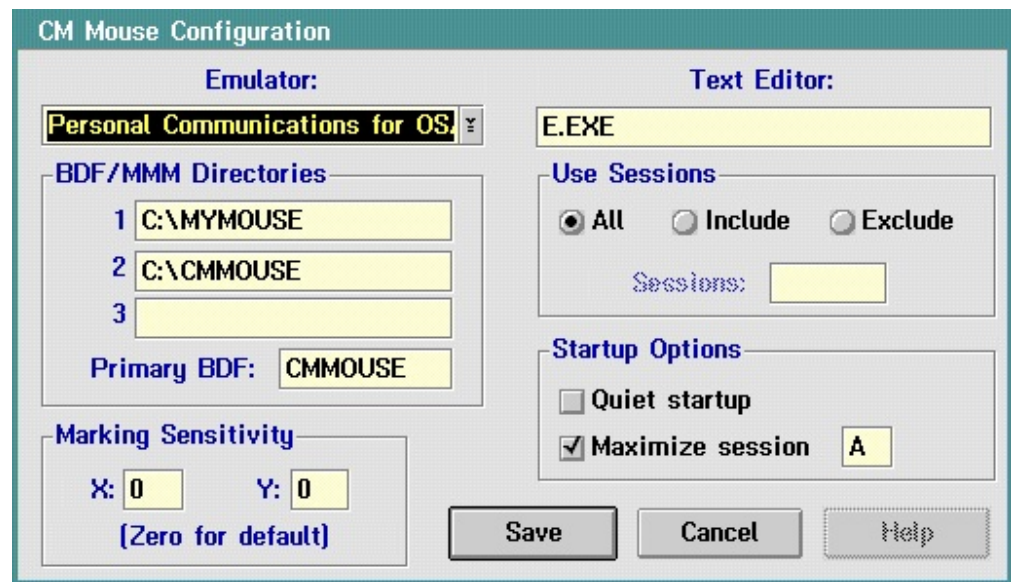 CM Mouse Configuration
Emulator:
Personal Communications for OS/
BDF/MMM Directories
1 C:\MYMOUSE
2 C:\CMMOUSE
3
Primary BDF: CMMOUSE
Marking Sensitivity
X: 0 Y: 0
(Zero for default)
Text Editor:
E.EXE
Use Sessions
All Include Exclude
Sessions:
Startup Options
Quiet startup
Maximize session A
Save Cancel Help